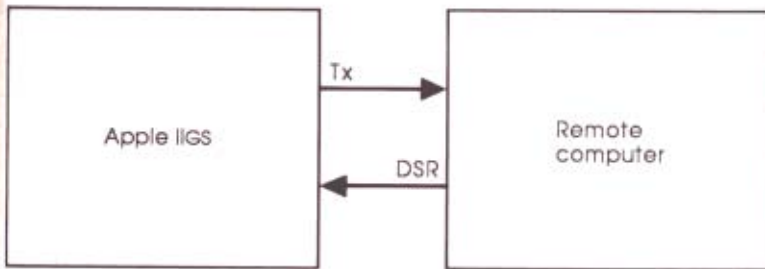 Tx
Apple IIGS
Remote
computer
DSR